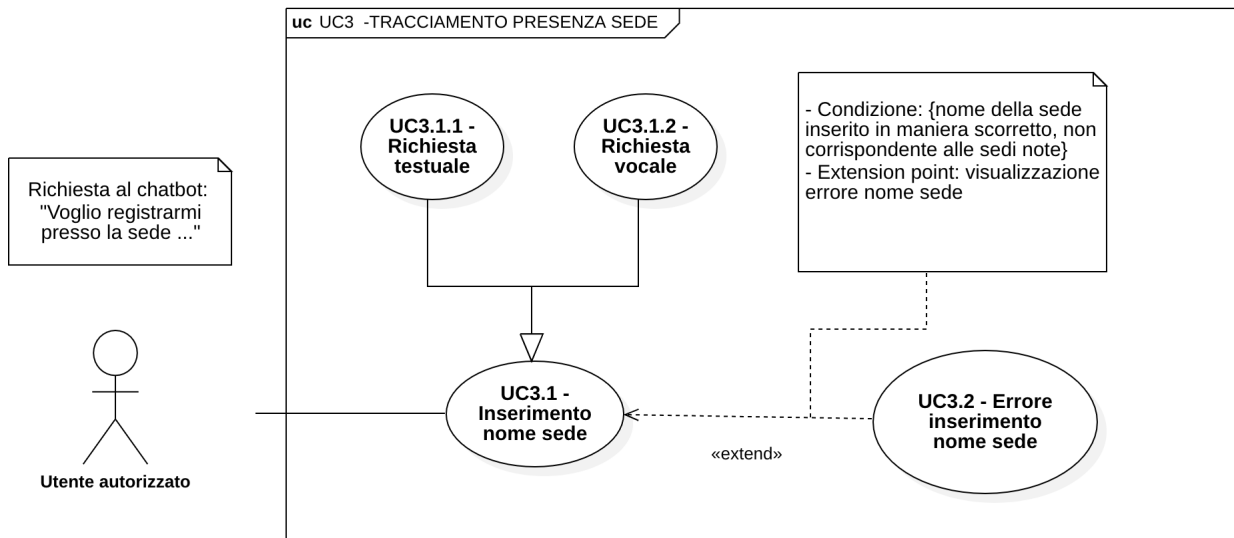 uc UC3 -TRACCIAMENTO PRESENZA SEDE
UC3.1.1 -
Richiesta
testuale
UC3.1.2 -
Richiesta
vocale
- Condizione: {nome della sede
inserito in maniera scorretto, non
corrispondente alle sedi note}
- Extension point: visualizzazione
errore nome sede
Richiesta al chatbot:
"Voglio registrarmi
presso la sede ..."
UC3.1 -
Inserimento
nome sede
UC3.2 - Errore
inserimento
nome sede
«extend»
Utente autorizzato